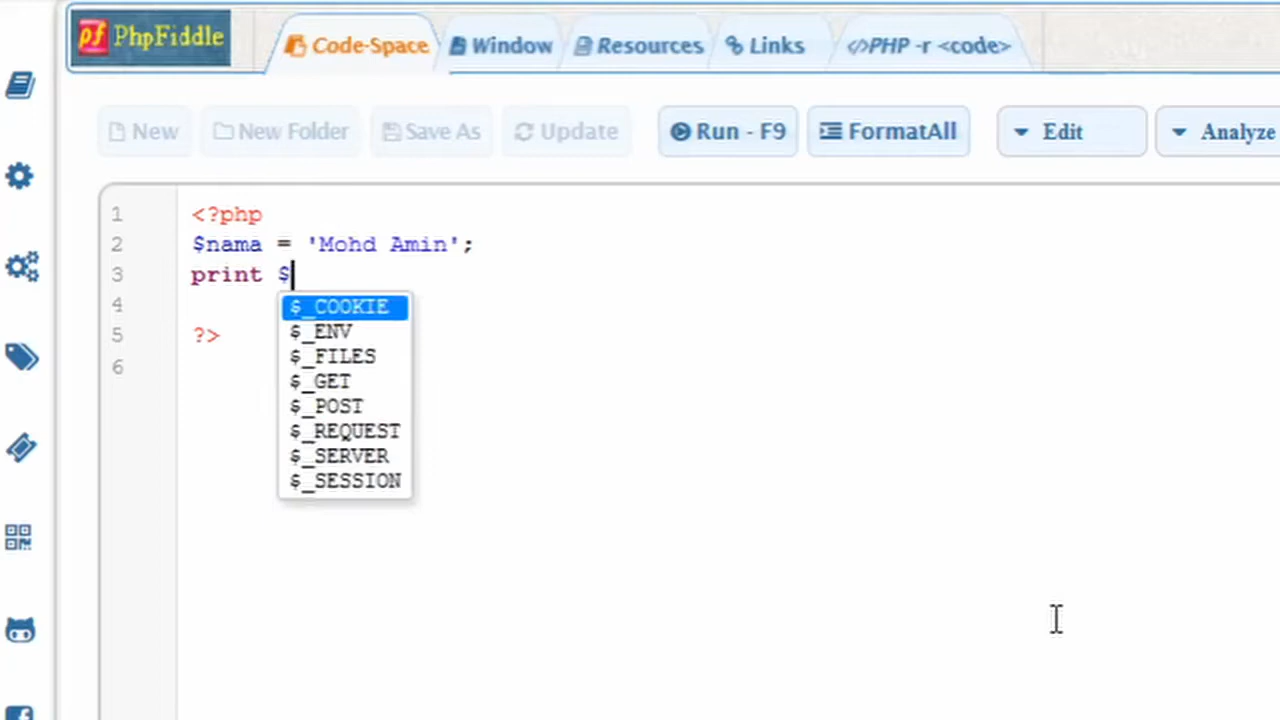 pf PhpFiddle
Code-Space
Window
Resources
Links
</>PHP -r <code>
New
New Folder
Save As
Update
Run - F9
FormatAll
Edit
Analyze
1 <?php
2 $nama = 'Mohd Amin';
3 print $
4
5 ?>
6
$_COOKIE
$_ENV
$_FILES
$_GET
$_POST
$_REQUEST
$_SERVER
$_SESSION